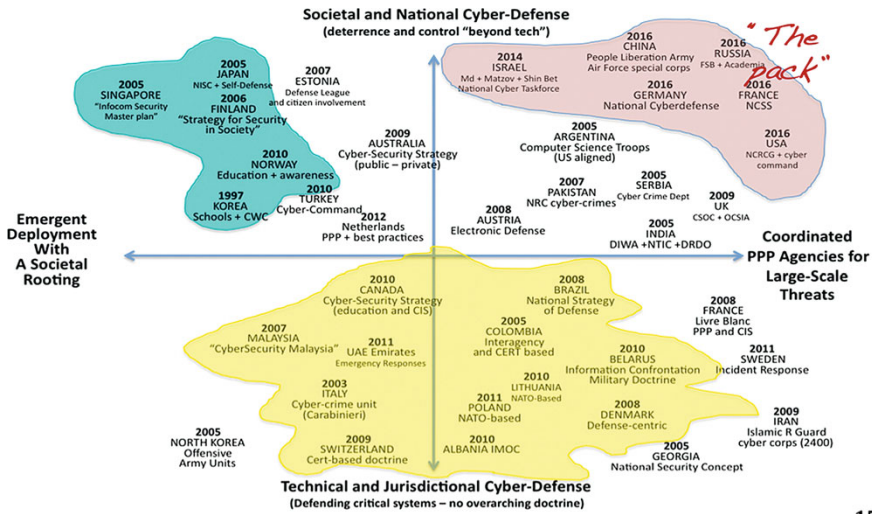 Societal and National Cyber-Defense
(deterrence and control “beyond tech”)
"The
pack"
2005
SINGAPORE
“Infocom Security
Master plan”
2005
JAPAN
NISC + Self-Defense
2006
FINLAND
“Strategy for Security
in Society”
2007
ESTONIA
Defense League
and citizen involvement
2010
NORWAY
Education + awareness
1997
KOREA
Schools + CWC
2010
TURKEY
Cyber-Command
2009
AUSTRALIA
Cyber-Security Strategy
(public – private)
2012
Netherlands
PPP + best practices
2014
ISRAEL
Md + Matzov + Shin Bet
National Cyber Taskforce
2016
CHINA
People Liberation Army
Air Force special corps
2016
RUSSIA
FSB + Academia
2016
GERMANY
National Cyberdefense
2016
FRANCE
NCSS
2016
USA
NCRCG + cyber
command
2005
ARGENTINA
Computer Science Troops
(US aligned)
2007
PAKISTAN
NRC cyber-crimes
2005
SERBIA
Cyber Crime Dept
2009
UK
CSOC + OCSIA
2008
AUSTRIA
Electronic Defense
2005
INDIA
DIWA +NTIC +DRDO
Emergent
Deployment
With
A Societal
Rooting
Coordinated
PPP Agencies for
Large-Scale
Threats
2010
CANADA
Cyber-Security Strategy
(education and CIS)
2008
BRAZIL
National Strategy
of Defense
2008
FRANCE
Livre Blanc
PPP and CIS
2007
MALAYSIA
“CyberSecurity Malaysia”
2011
UAE Emirates
Emergency Responses
2005
COLOMBIA
Interagency
and CERT based
2010
BELARUS
Information Confrontation
Military Doctrine
2011
SWEDEN
Incident Response
2003
ITALY
Cyber-crime unit
(Carabinieri)
2011
POLAND
NATO-based
2010
LITHUANIA
NATO-Based
2008
DENMARK
Defense-centric
2009
IRAN
Islamic R Guard
cyber corps (2400)
2005
NORTH KOREA
Offensive
Army Units
2009
SWITZERLAND
Cert-based doctrine
2010
ALBANIA IMOC
2005
GEORGIA
National Security Concept
Technical and Jurisdictional Cyber-Defense
(Defending critical systems – no overarching doctrine)